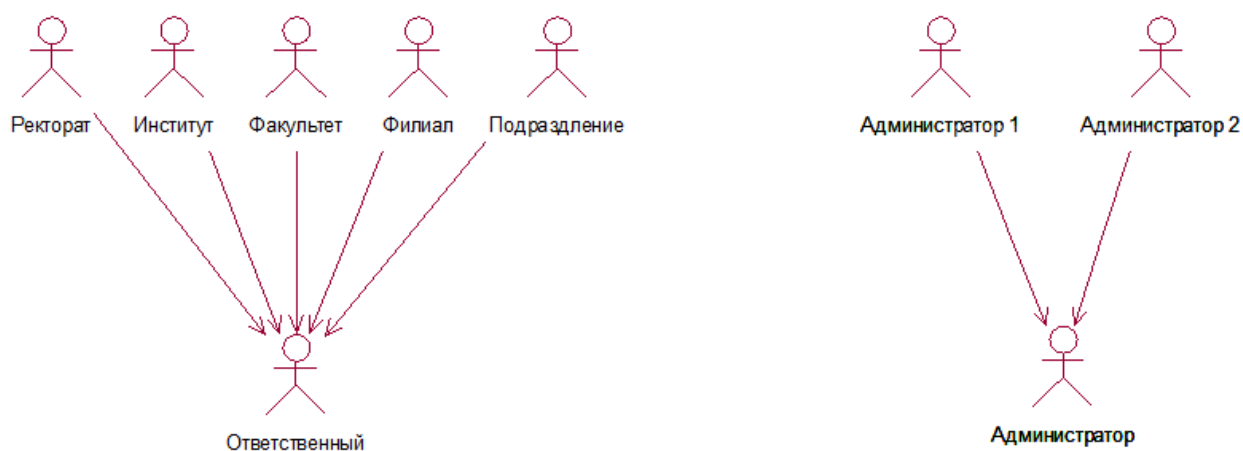 Ректорат
Институт
Факультет
Филиал
Подраздление
Администратор 1
Администратор 2
Ответственный
Администратор